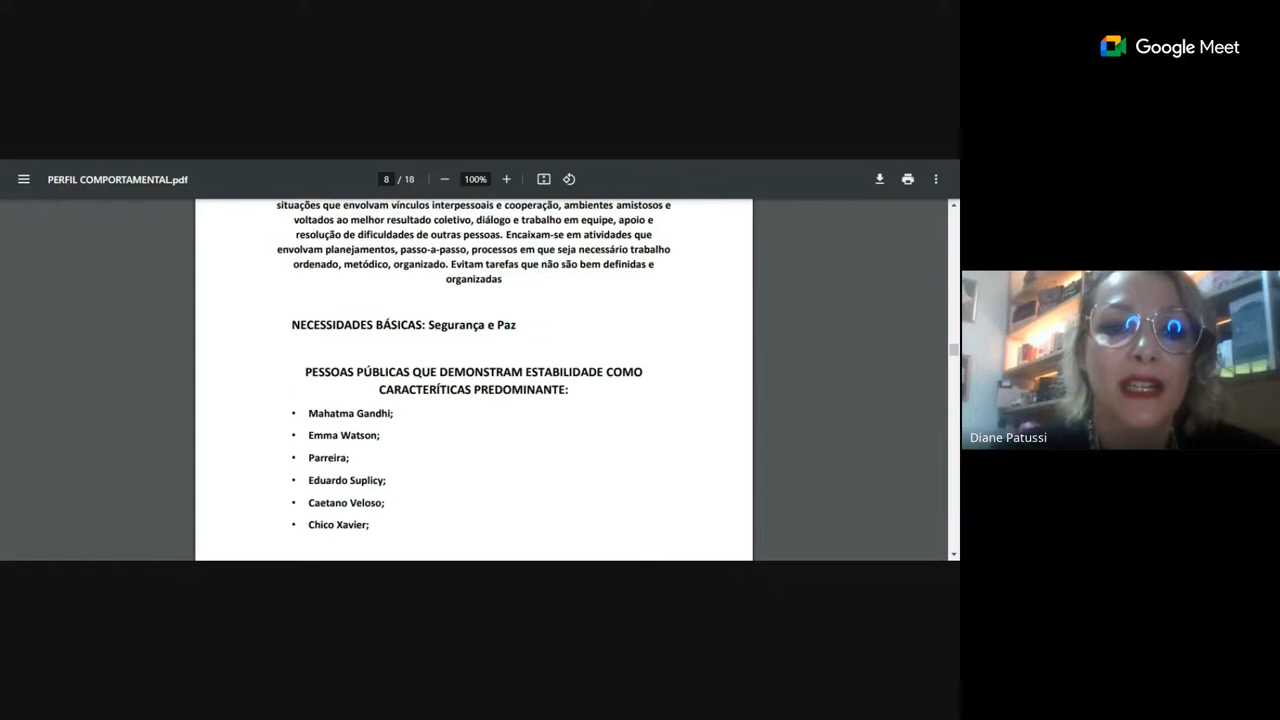 Google Meet
PERFIL COMPORTAMENTAL.pdf
8 / 18
100%
situações que envolvam vínculos interpessoais e cooperação, ambientes amistosos e
voltados ao melhor resultado coletivo, diálogo e trabalho em equipe, apoio e
resolução de dificuldades de outras pessoas. Encaixam-se em atividades que
envolvam planejamentos, passo-a-passo, processos em que seja necessário trabalho
ordenado, metódico, organizado. Evitam tarefas que não são bem definidas e
organizadas
NECESSIDADES BÁSICAS: Segurança e Paz
PESSOAS PÚBLICAS QUE DEMONSTRAM ESTABILIDADE COMO
CARACTERÍTICAS PREDOMINANTE:
• Mahatma Gandhi;
• Emma Watson;
• Parreira;
• Eduardo Suplicy;
• Caetano Veloso;
• Chico Xavier;
Diane Patussi